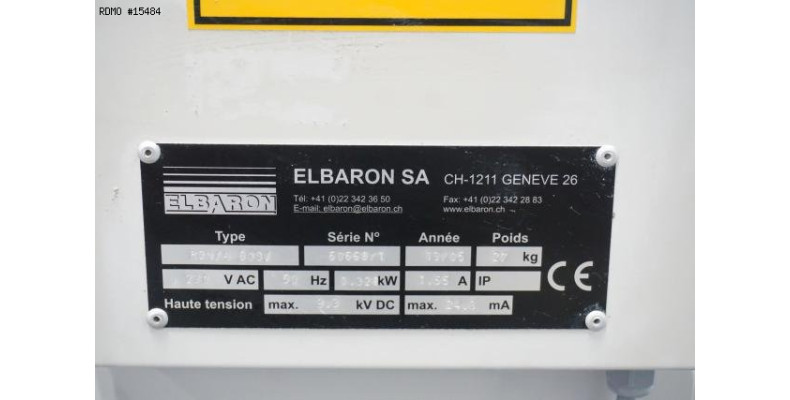 RDMO #15484
ELBARON
ELBARON SA CH-1211 GENEVE 26
Tél: +41 (0)22 342 36 50 Fax: +41 (0)22 342 28 83
E-mail: elbaron@elbaron.ch www.elbaron.ch
Type Série Nº Année Poids
kg
V AC Hz kW A IP CE
Haute tension max. kV DC max. mA